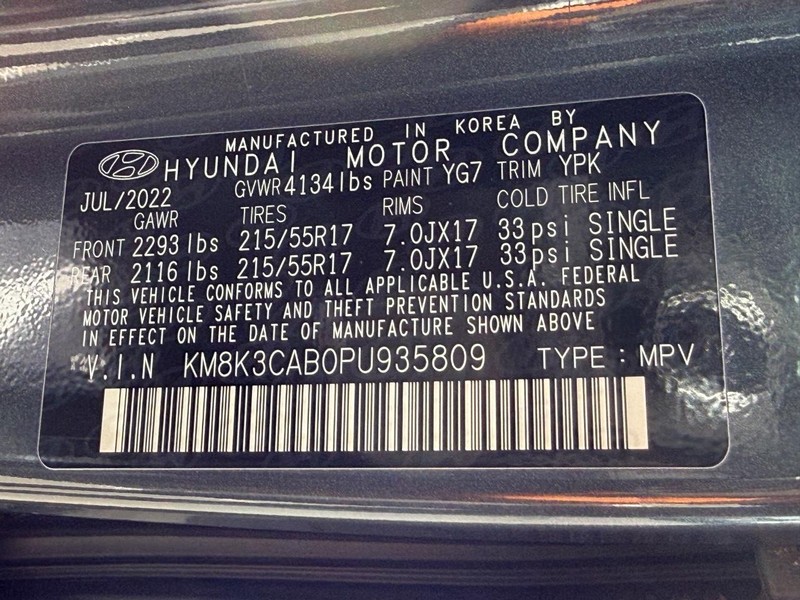 MANUFACTURED IN KOREA BY
HYUNDAI MOTOR COMPANY
JUL/2022 GVWR 4134lbs PAINT YG7 TRIM YPK
GAWR TIRES RIMS COLD TIRE INFL
FRONT 2293 lbs 215/55R17 7.0JX17 33psi SINGLE
REAR 2116 lbs 215/55R17 7.0JX17 33psi SINGLE
THIS VEHICLE CONFORMS TO ALL APPLICABLE U.S.A. FEDERAL
MOTOR VEHICLE SAFETY AND THEFT PREVENTION STANDARDS
IN EFFECT ON THE DATE OF MANUFACTURE SHOWN ABOVE
V.I.N KM8K3CAB0PU935809 TYPE : MPV